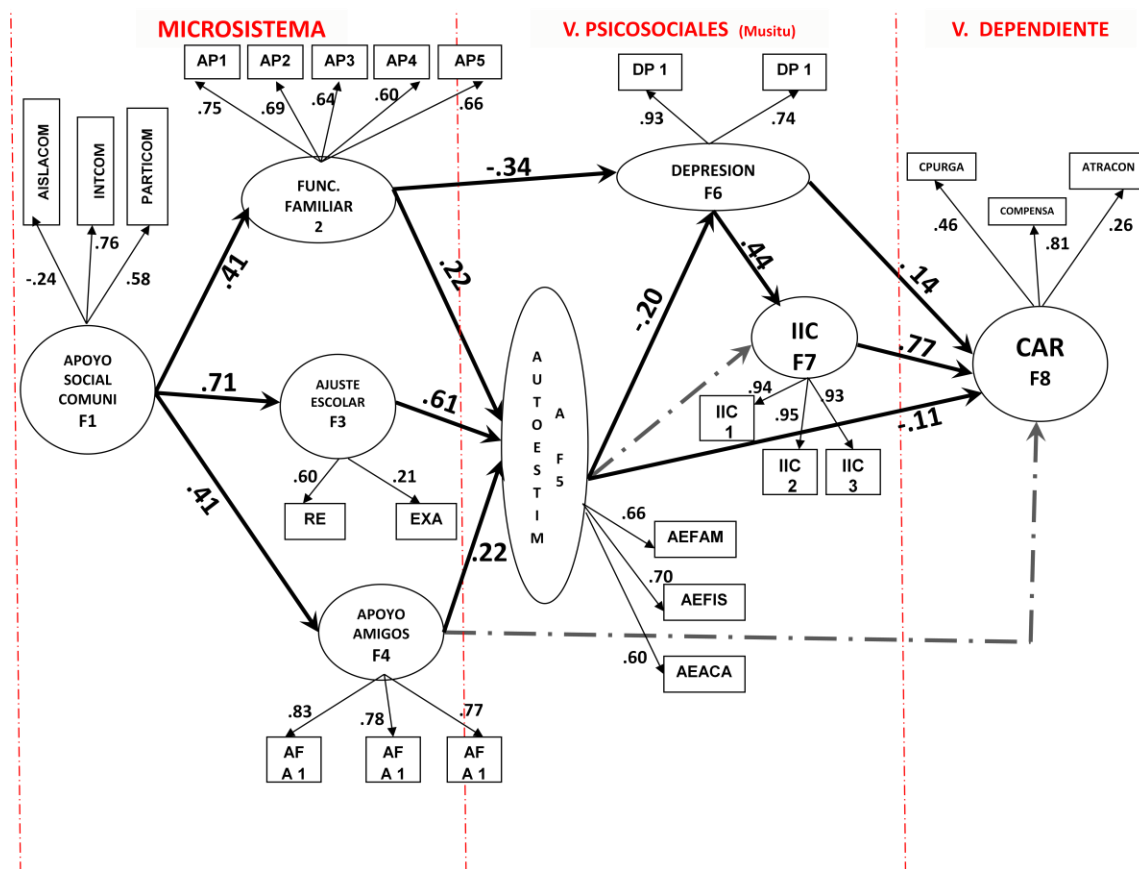 MICROSISTEMA
V. PSICOSOCIALES (Musitu)
V. DEPENDIENTE
AP1
AP2
AP3
AP4
AP5
.75
.69
.64
.60
.66
DP 1
DP 1
.93
.74
AISLACOM
INTCOM
PARTICOM
-.24
.76
.58
FUNC.
FAMILIAR
2
-.34
DEPRESION
F6
CPURGA
COMPENSA
ATRACON
.46
.81
.26
.41
.22
-.20
.44
.14
APOYO
SOCIAL
COMUNI
F1
.71
AJUSTE
ESCOLAR
F3
.61
AUTOESTIM
A F5
IIC
F7
.77
CAR
F8
.94
.95
.93
IIC
1
IIC
2
IIC
3
-.11
.60
.21
RE
EXA
.41
.22
.66
AEFAM
.70
AEFIS
.60
AEACA
APOYO
AMIGOS
F4
.83
.78
.77
AF
A 1
AF
A 1
AF
A 1